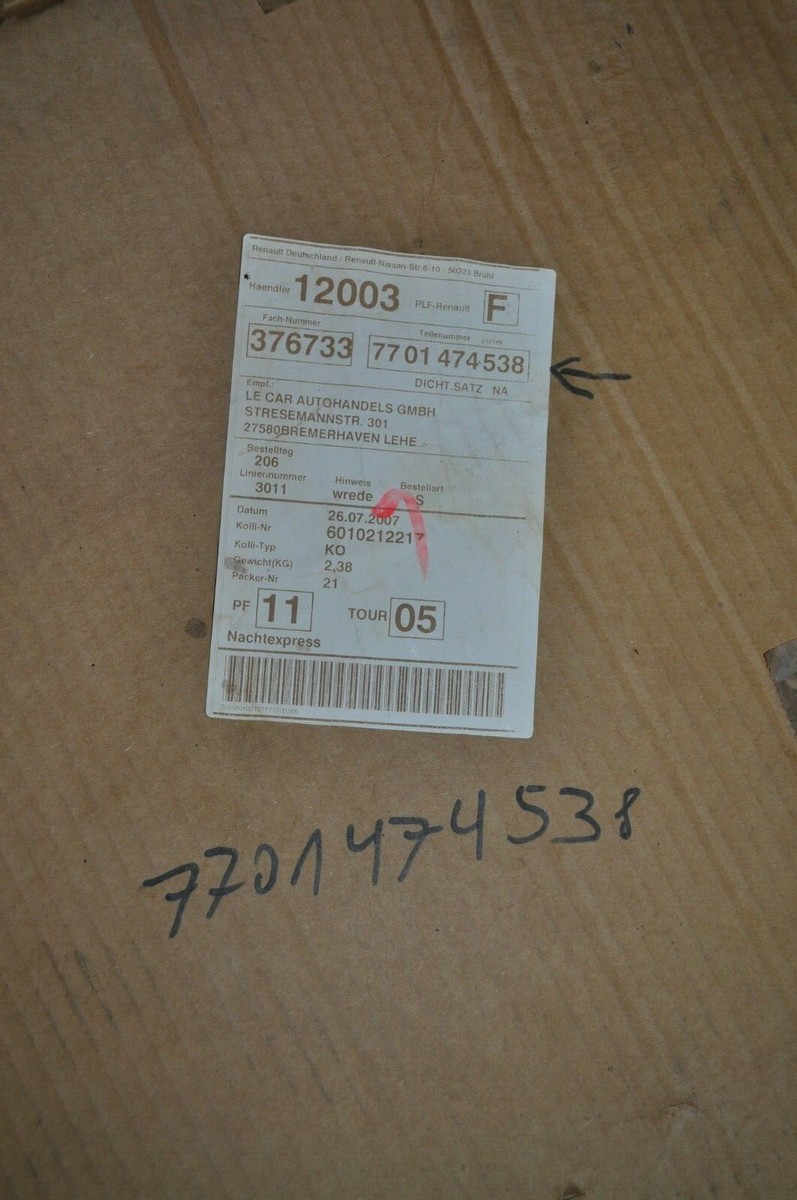 Renault Deutschland / Renault-Nissan-Str.6-10 / 50321 Brühl
Haendler 12003 PLF-Renault F
Fach-Nummer Teilenummer
376733 77 01 474 538
DICHT.SATZ NA
Empf.:
LE CAR AUTOHANDELS GMBH
STRESEMANNSTR. 301
27580BREMERHAVEN LEHE
Bestelltag
206
Liniennummer Hinweis Bestellart
3011 wrede S
Datum 26.07.2007
Kolli-Nr 6010212217
Kolli-Typ KO
Gewicht(KG) 2,38
Packer-Nr 21
PF 11 TOUR 05
Nachtexpress
7701474538